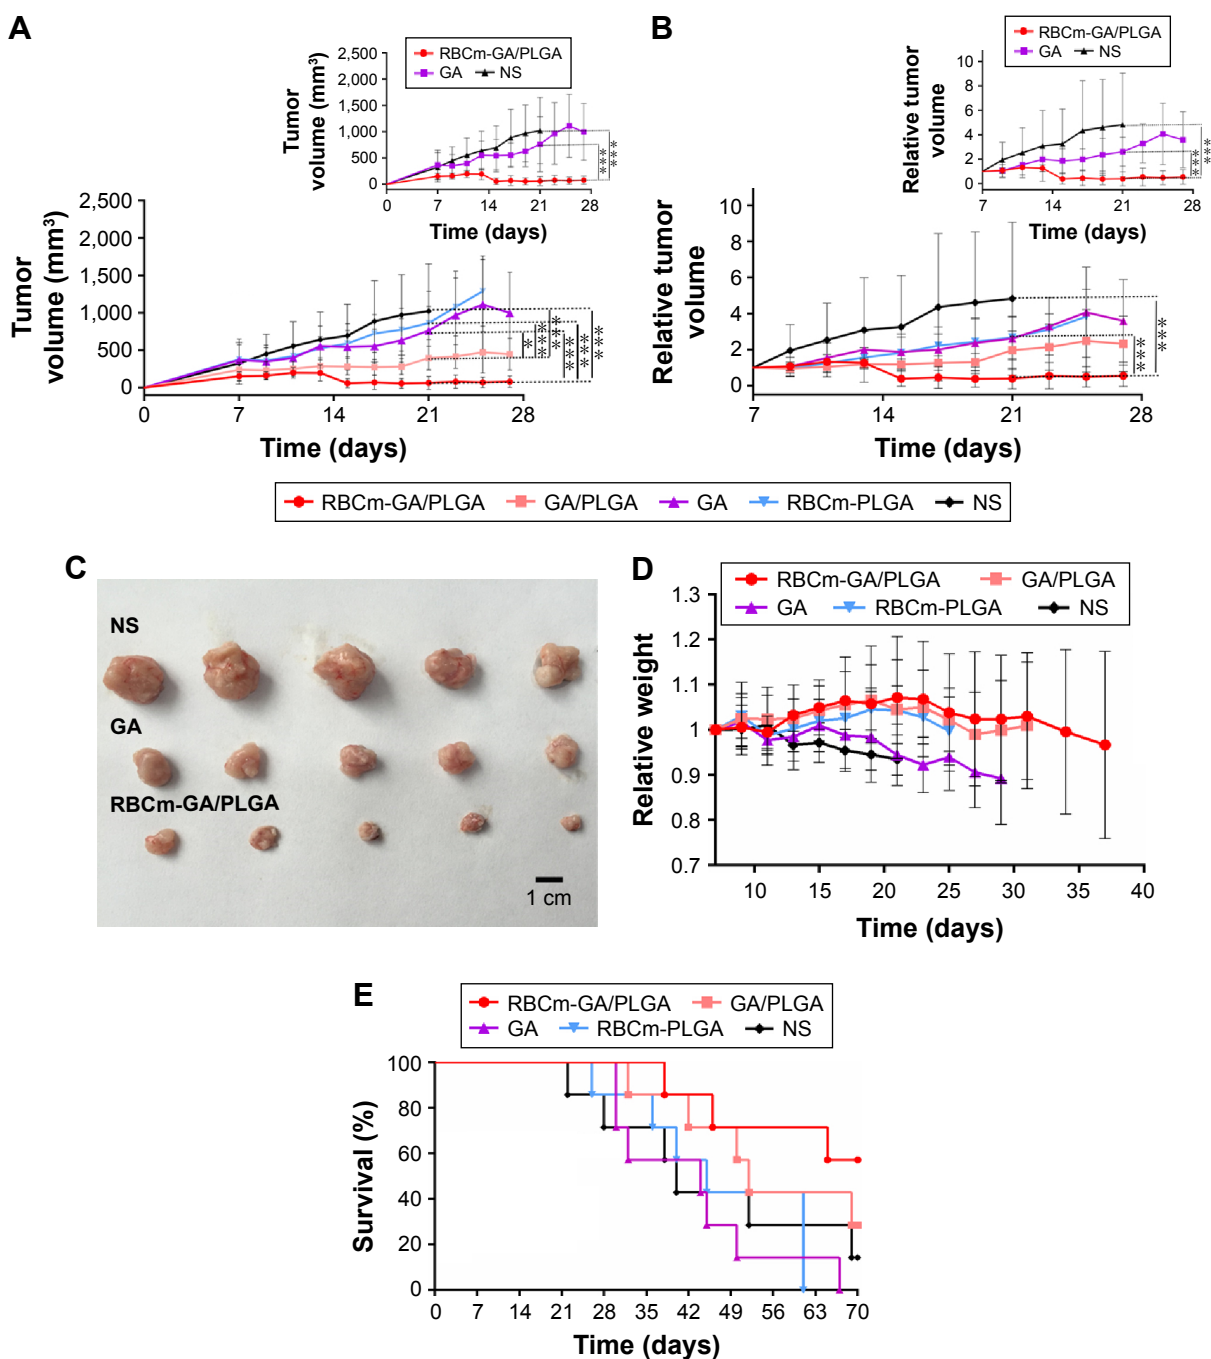 A
RBCm-GA/PLGA
GA NS
Tumor
volume (mm³)
2,500
2,000
1,500
1,000
500
0
0 7 14 21 28
Time (days)
***
***
Tumor
volume (mm³)
2,500
2,000
1,500
1,000
500
0
0 7 14 21 28
Time (days)
*
***
***
***
***
***
B
RBCm-GA/PLGA
GA NS
Relative tumor
volume
10
8
6
4
2
0
7 14 21 28
Time (days)
***
***
Relative tumor
volume
10
8
6
4
2
0
7 14 21 28
Time (days)
***
***
RBCm-GA/PLGA GA/PLGA GA RBCm-PLGA NS
C
NS
GA
RBCm-GA/PLGA
1 cm
D
RBCm-GA/PLGA GA/PLGA
GA RBCm-PLGA NS
Relative weight
1.3
1.2
1.1
1
0.9
0.8
0.7
10 15 20 25 30 35 40
Time (days)
E
RBCm-GA/PLGA GA/PLGA
GA RBCm-PLGA NS
Survival (%)
100
80
60
40
20
0
0 7 14 21 28 35 42 49 56 63 70
Time (days)